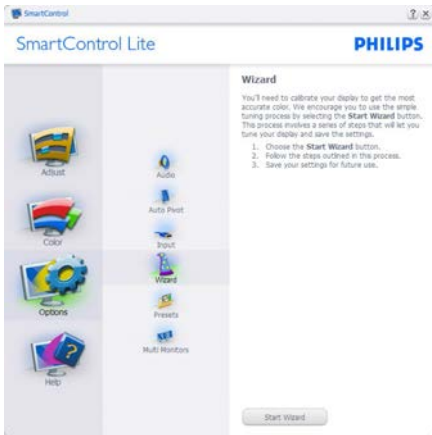 SmartControl
SmartControl Lite
PHILIPS
Adjust
Color
Options
Help
Audio
Auto Pivot
Input
Wizard
Presets
Multi Monitors
Wizard
You'll need to calibrate your display to get the most
accurate color. We encourage you to use the simple
tuning process by selecting the Start Wizard button.
This process involves a series of steps that will let you
tune your display and save the settings.
1. Choose the Start Wizard button.
2. Follow the steps outlined in this process.
3. Save your settings for future use.
Start Wizard